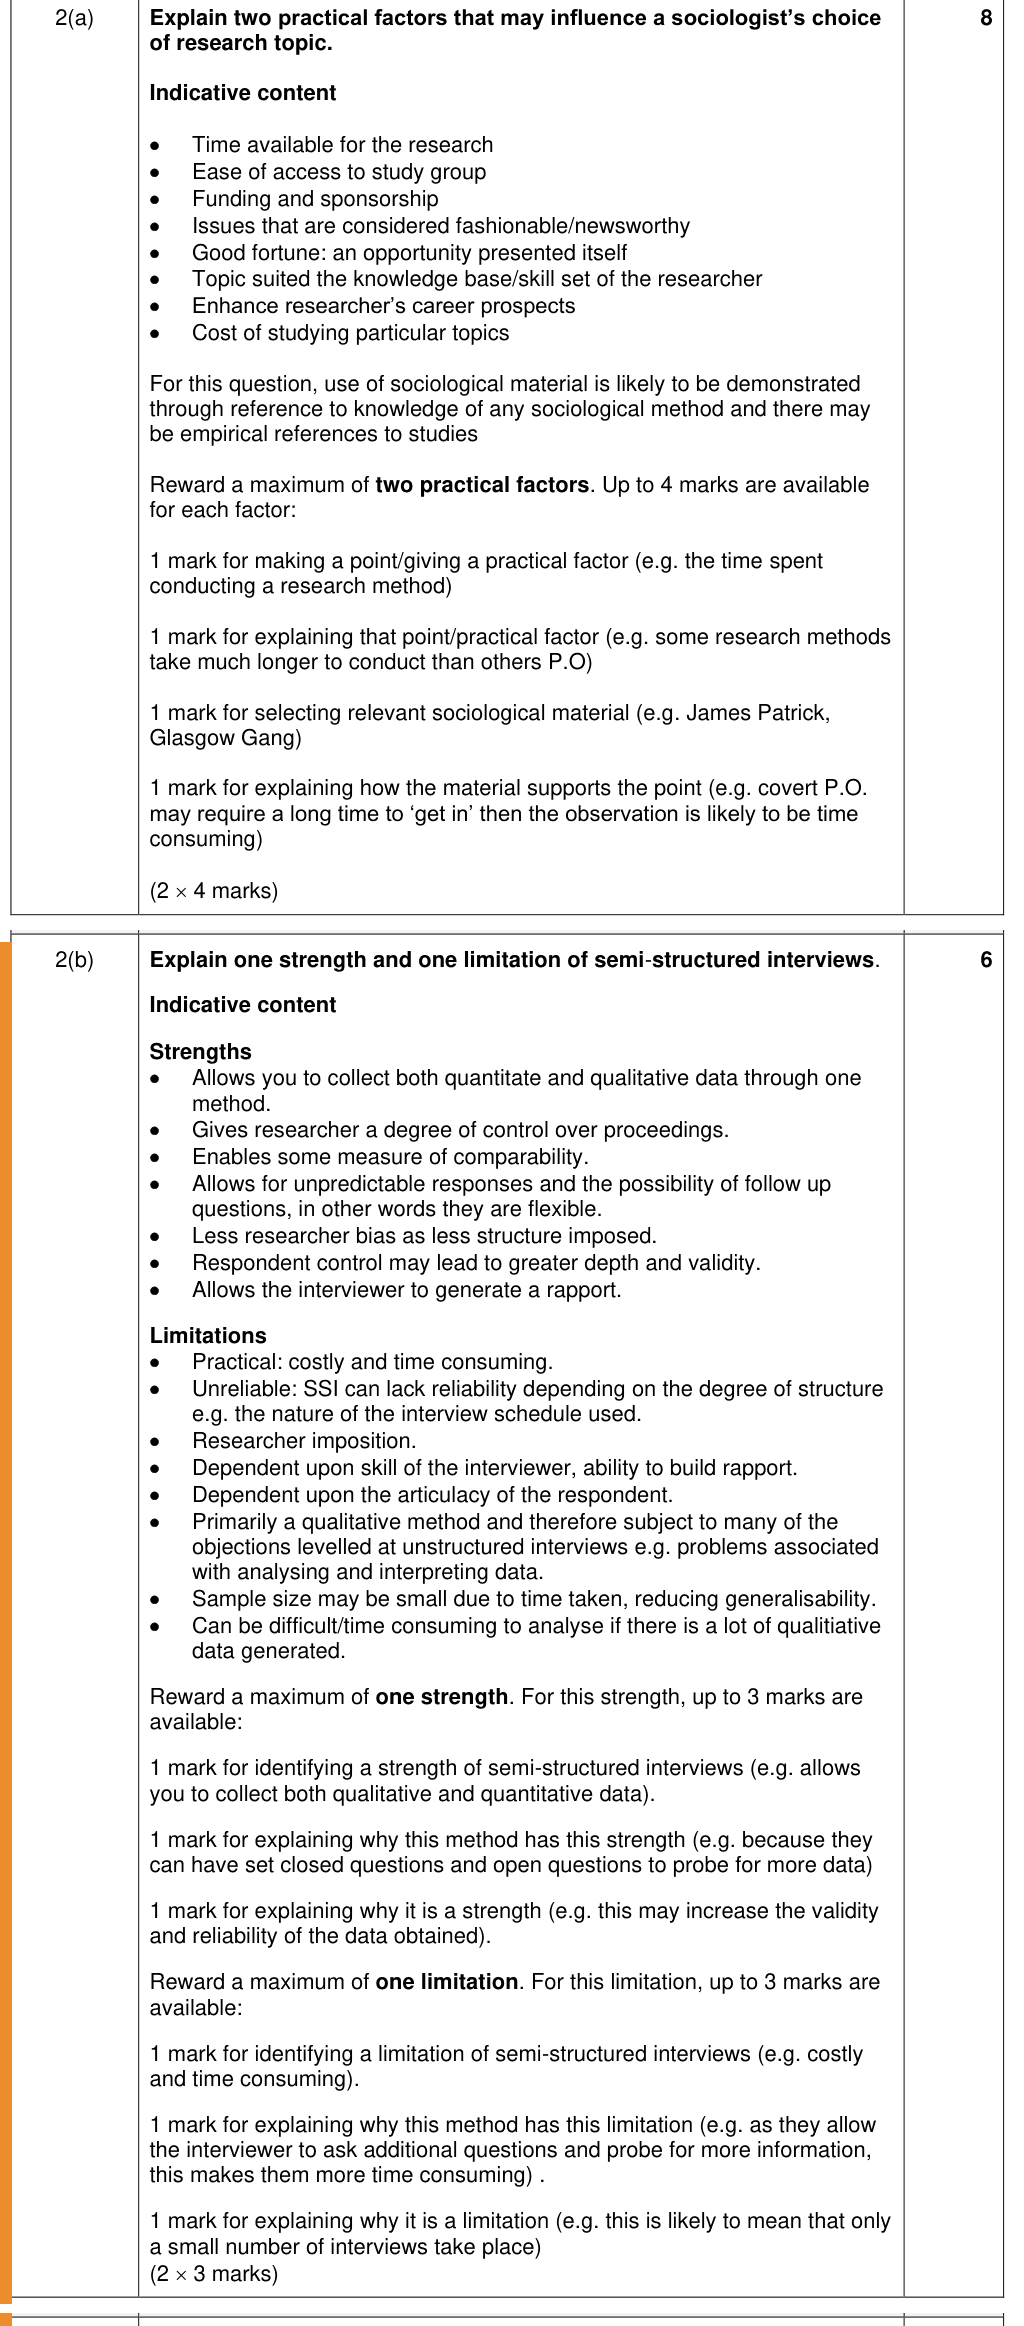 2(a)
Explain two practical factors that may influence a sociologist's choice
of research topic.
8
Indicative content
• Time available for the research
• Ease of access to study group
• Funding and sponsorship
• Issues that are considered fashionable/newsworthy
• Good fortune: an opportunity presented itself
• Topic suited the knowledge base/skill set of the researcher
• Enhance researcher's career prospects
• Cost of studying particular topics
For this question, use of sociological material is likely to be demonstrated
through reference to knowledge of any sociological method and there may
be empirical references to studies
Reward a maximum of two practical factors. Up to 4 marks are available
for each factor:
1 mark for making a point/giving a practical factor (e.g. the time spent
conducting a research method)
1 mark for explaining that point/practical factor (e.g. some research methods
take much longer to conduct than others P.O)
1 mark for selecting relevant sociological material (e.g. James Patrick,
Glasgow Gang)
1 mark for explaining how the material supports the point (e.g. covert P.O.
may require a long time to ‘get in’ then the observation is likely to be time
consuming)
(2 × 4 marks)
2(b)
Explain one strength and one limitation of semi-structured interviews.
6
Indicative content
Strengths
• Allows you to collect both quantitate and qualitative data through one
method.
• Gives researcher a degree of control over proceedings.
• Enables some measure of comparability.
• Allows for unpredictable responses and the possibility of follow up
questions, in other words they are flexible.
• Less researcher bias as less structure imposed.
• Respondent control may lead to greater depth and validity.
• Allows the interviewer to generate a rapport.
Limitations
• Practical: costly and time consuming.
• Unreliable: SSI can lack reliability depending on the degree of structure
e.g. the nature of the interview schedule used.
• Researcher imposition.
• Dependent upon skill of the interviewer, ability to build rapport.
• Dependent upon the articulacy of the respondent.
• Primarily a qualitative method and therefore subject to many of the
objections levelled at unstructured interviews e.g. problems associated
with analysing and interpreting data.
• Sample size may be small due to time taken, reducing generalisability.
• Can be difficult/time consuming to analyse if there is a lot of qualitiative
data generated.
Reward a maximum of one strength. For this strength, up to 3 marks are
available:
1 mark for identifying a strength of semi-structured interviews (e.g. allows
you to collect both qualitative and quantitative data).
1 mark for explaining why this method has this strength (e.g. because they
can have set closed questions and open questions to probe for more data)
1 mark for explaining why it is a strength (e.g. this may increase the validity
and reliability of the data obtained).
Reward a maximum of one limitation. For this limitation, up to 3 marks are
available:
1 mark for identifying a limitation of semi-structured interviews (e.g. costly
and time consuming).
1 mark for explaining why this method has this limitation (e.g. as they allow
the interviewer to ask additional questions and probe for more information,
this makes them more time consuming) .
1 mark for explaining why it is a limitation (e.g. this is likely to mean that only
a small number of interviews take place)
(2 × 3 marks)